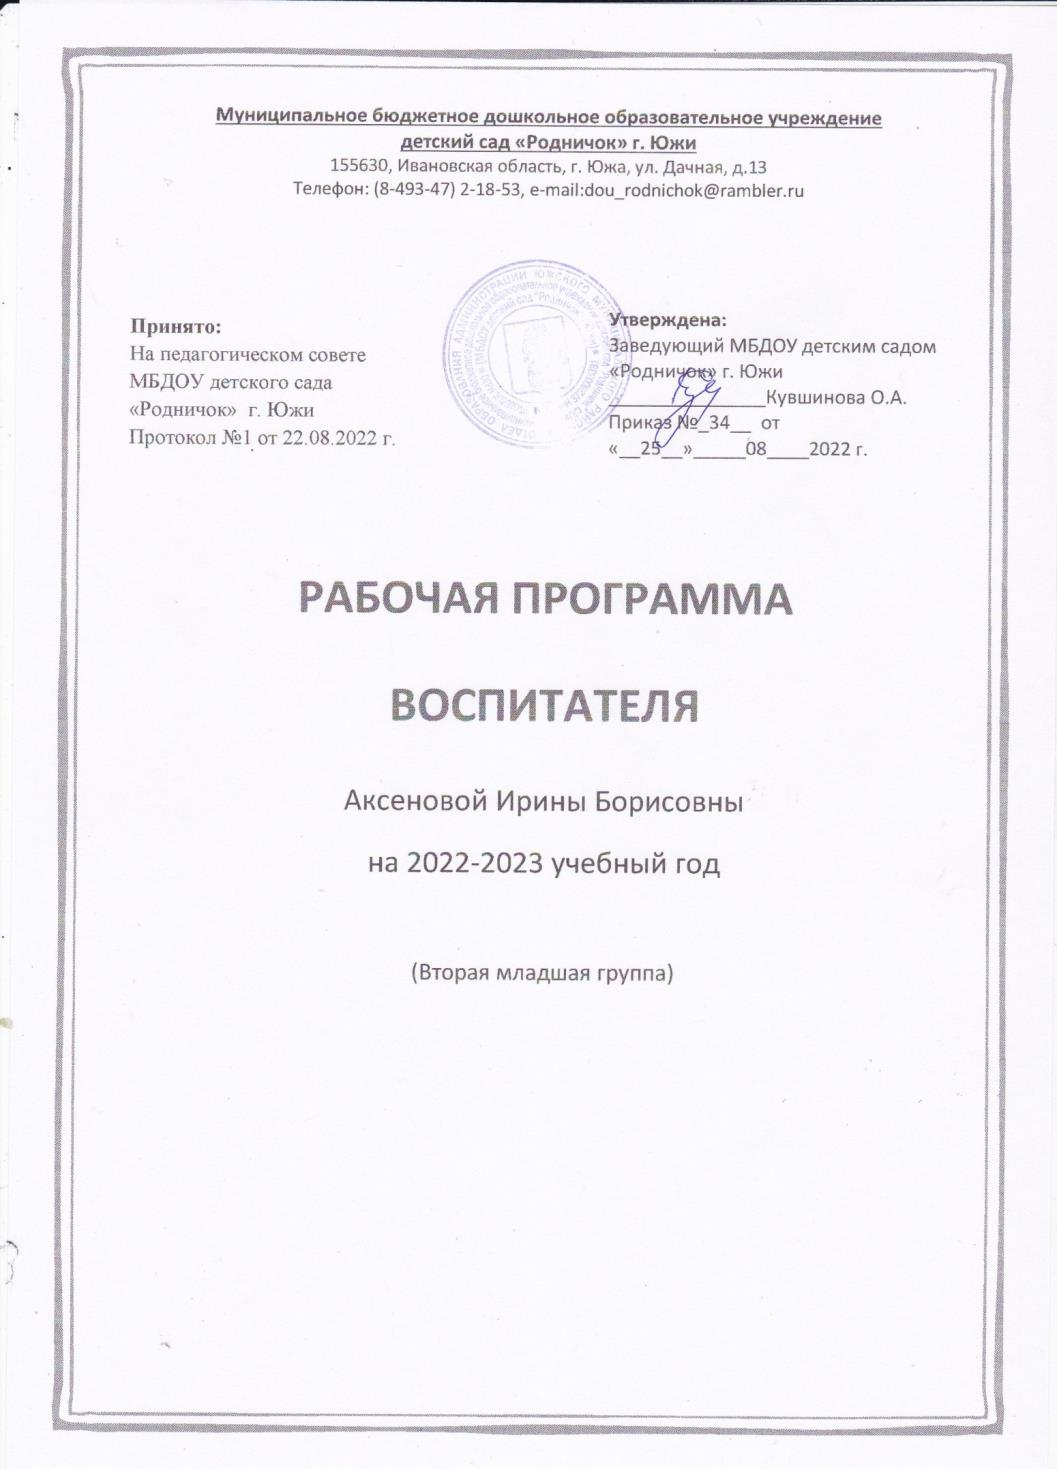 Муниципальное бюджетное дошкольное образовательное учреждение
детский сад «Родничок» г. Южи
155630, Ивановская область, г. Южа, ул. Дачная, д.13
Телефон: (8-493-47) 2-18-53, e-mail:dou_rodnichok@rambler.ru
Принято:
На педагогическом совете
МБДОУ детского сада
«Родничок» г. Южи
Протокол №1 от 22.08.2022 г.
Утверждена:
Заведующий МБДОУ детским садом
«Родничок» г. Южи
_______________Кувшинова О.А.
Приказ №_34__ от
«__25__»_____08____2022 г.
РАБОЧАЯ ПРОГРАММА
ВОСПИТАТЕЛЯ
Аксеновой Ирины Борисовны
на 2022-2023 учебный год
(Вторая младшая группа)